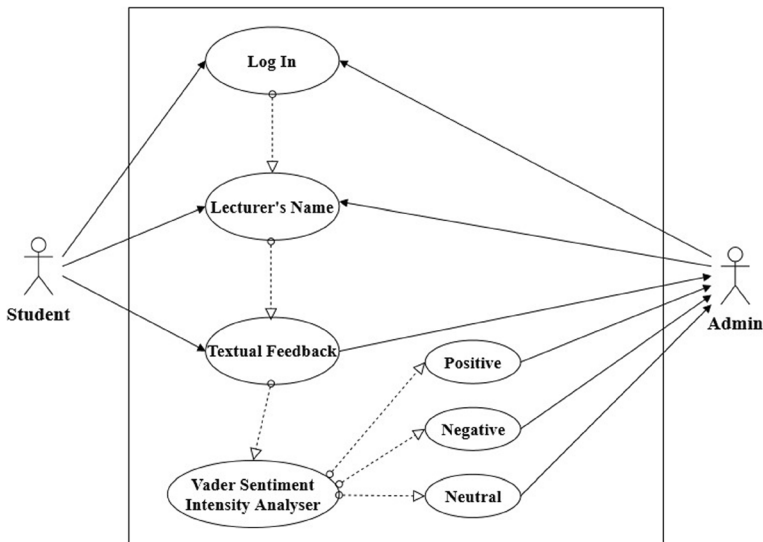 Log In
Lecturer's Name
Student
Admin
Textual Feedback
Positive
Negative
Vader Sentiment
Intensity Analyser
Neutral